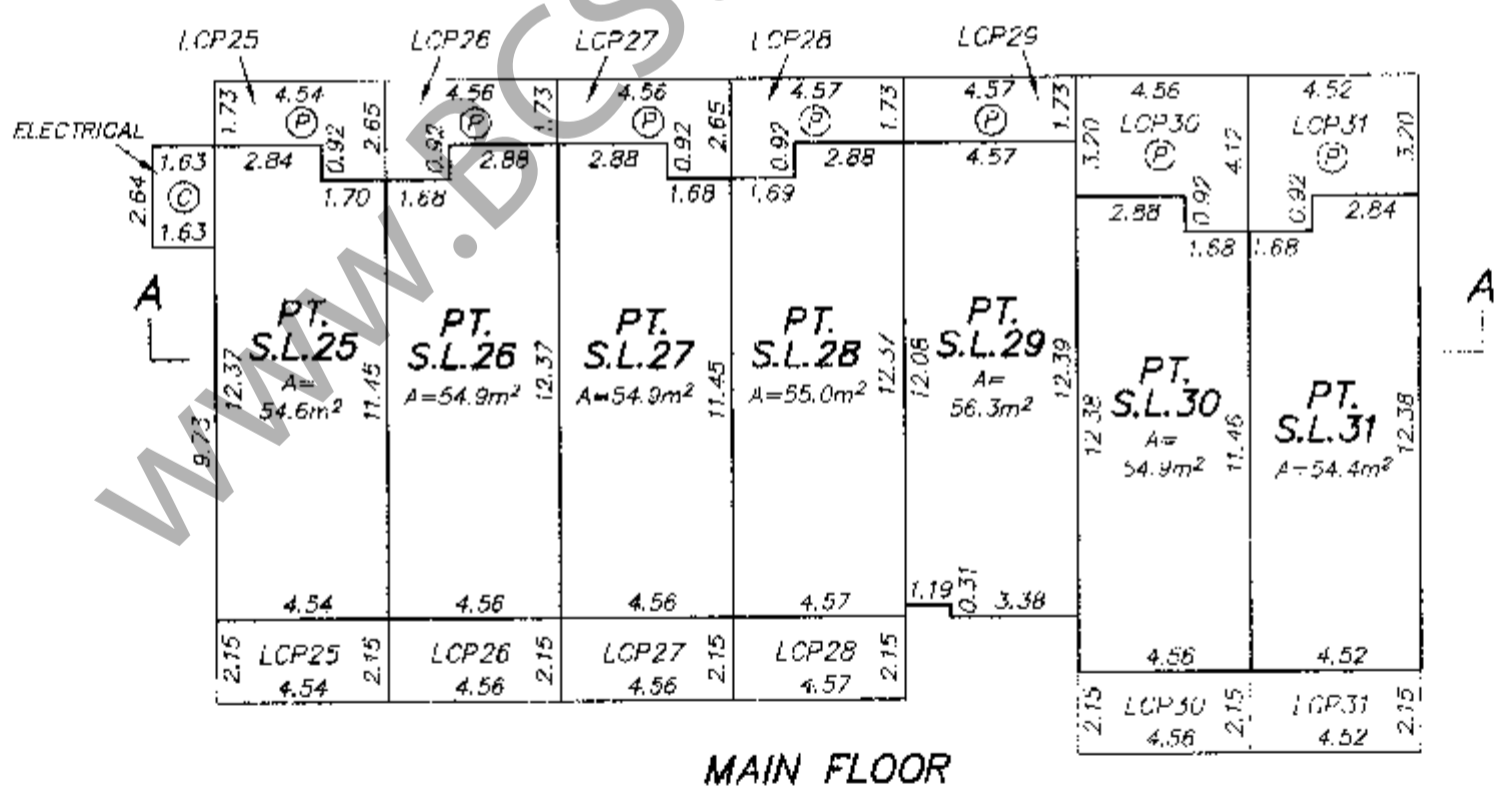 LCP25 LCP26 LCP27 LCP28 LCP29
1.73 4.54 2.65 4.56 1.73 4.56 2.65 4.57 1.73 4.57 1.73 4.56 4.52
P P P P P
ELECTRICAL
LCP30 LCP31
P P
3.20 4.12 3.20
1.63 2.84 0.92 0.92 2.88 2.88 0.92 0.92 2.88 4.57
2.64 C
1.63
1.70 1.68 1.68 1.69
2.88 0.92 0.92 2.84
1.68 1.68
A A
PT.
S.L.25
A=
54.6m²
PT.
S.L.26
A=54.9m²
PT.
S.L.27
A=54.9m²
PT.
S.L.28
A=55.0m²
PT.
S.L.29
A=
56.3m²
PT.
S.L.30
A=
54.9m²
PT.
S.L.31
A=54.4m²
9.73 12.37 11.45 12.37 11.45 12.37 12.08 12.39 12.38 11.46 12.38
4.54 4.56 4.56 4.57 1.19 0.31 3.38
4.56 4.52
2.15 LCP25 2.15 LCP26 2.15 LCP27 2.15 LCP28 2.15
4.54 4.56 4.56 4.57
2.15 LCP30 2.15 LCP31 2.15
4.56 4.52
MAIN FLOOR
www.BCS